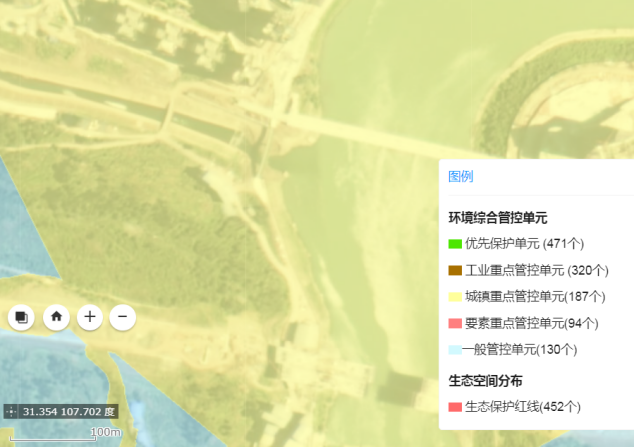 图例
环境综合管控单元
优先保护单元 (471个)
工业重点管控单元 (320个)
城镇重点管控单元(187个)
要素重点管控单元(94个)
一般管控单元(130个)
生态空间分布
生态保护红线(452个)
31.354 107.702 度
100m